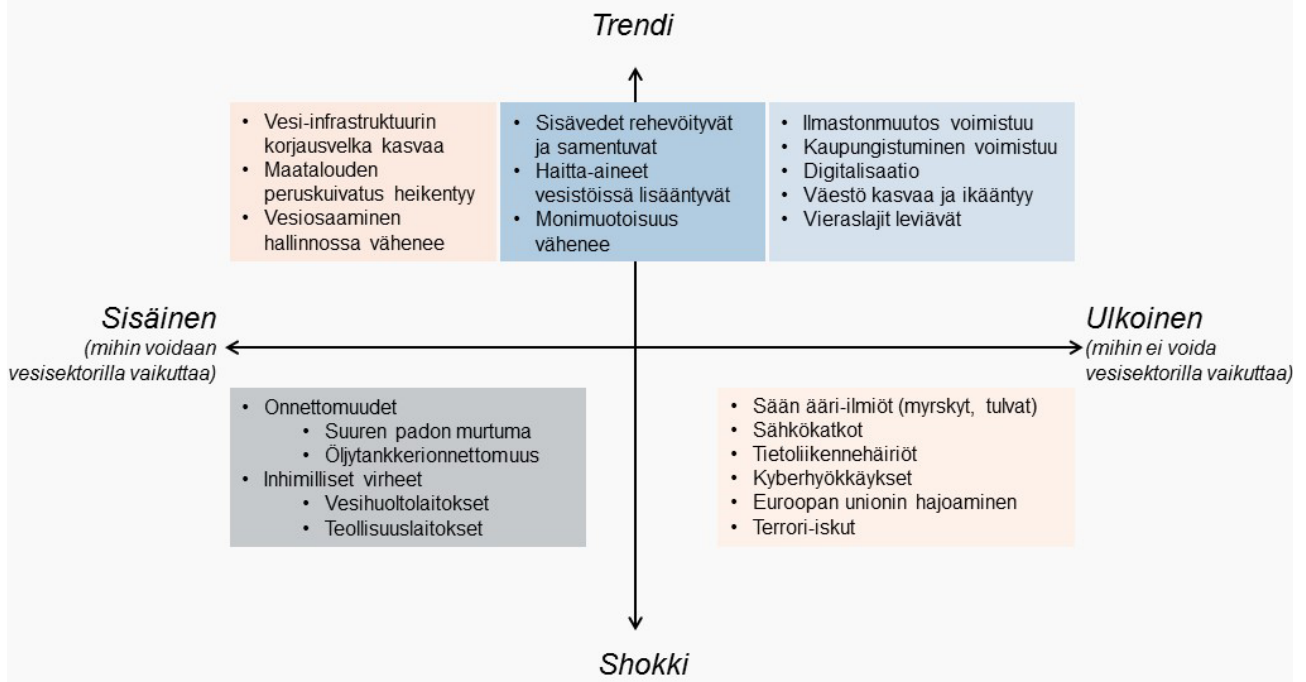 Trendi
• Vesi-infrastruktuurin
korjausvelka kasvaa
• Maatalouden
peruskuivatus heikentyy
• Vesiosaaminen
hallinnossa vähenee
• Sisävedet rehevöityvät
ja samentuvat
• Haitta-aineet
vesistöissä lisääntyvät
• Monimuotoisuus
vähenee
• Ilmastonmuutos voimistuu
• Kaupungistuminen voimistuu
• Digitalisaatio
• Väestö kasvaa ja ikääntyy
• Vieraslajit leviävät
Sisäinen
(mihin voidaan
vesisektorilla vaikuttaa)
Ulkoinen
(mihin ei voida
vesisektorilla vaikuttaa)
• Onnettomuudet
• Suuren padon murtuma
• Öljytankkerionnettomuus
• Inhimilliset virheet
• Vesihuoltolaitokset
• Teollisuuslaitokset
• Sään ääri-ilmiöt (myrskyt, tulvat)
• Sähkökatkot
• Tietoliikennehäiriöt
• Kyberhyökkäykset
• Euroopan unionin hajoaminen
• Terrori-iskut
Shokki